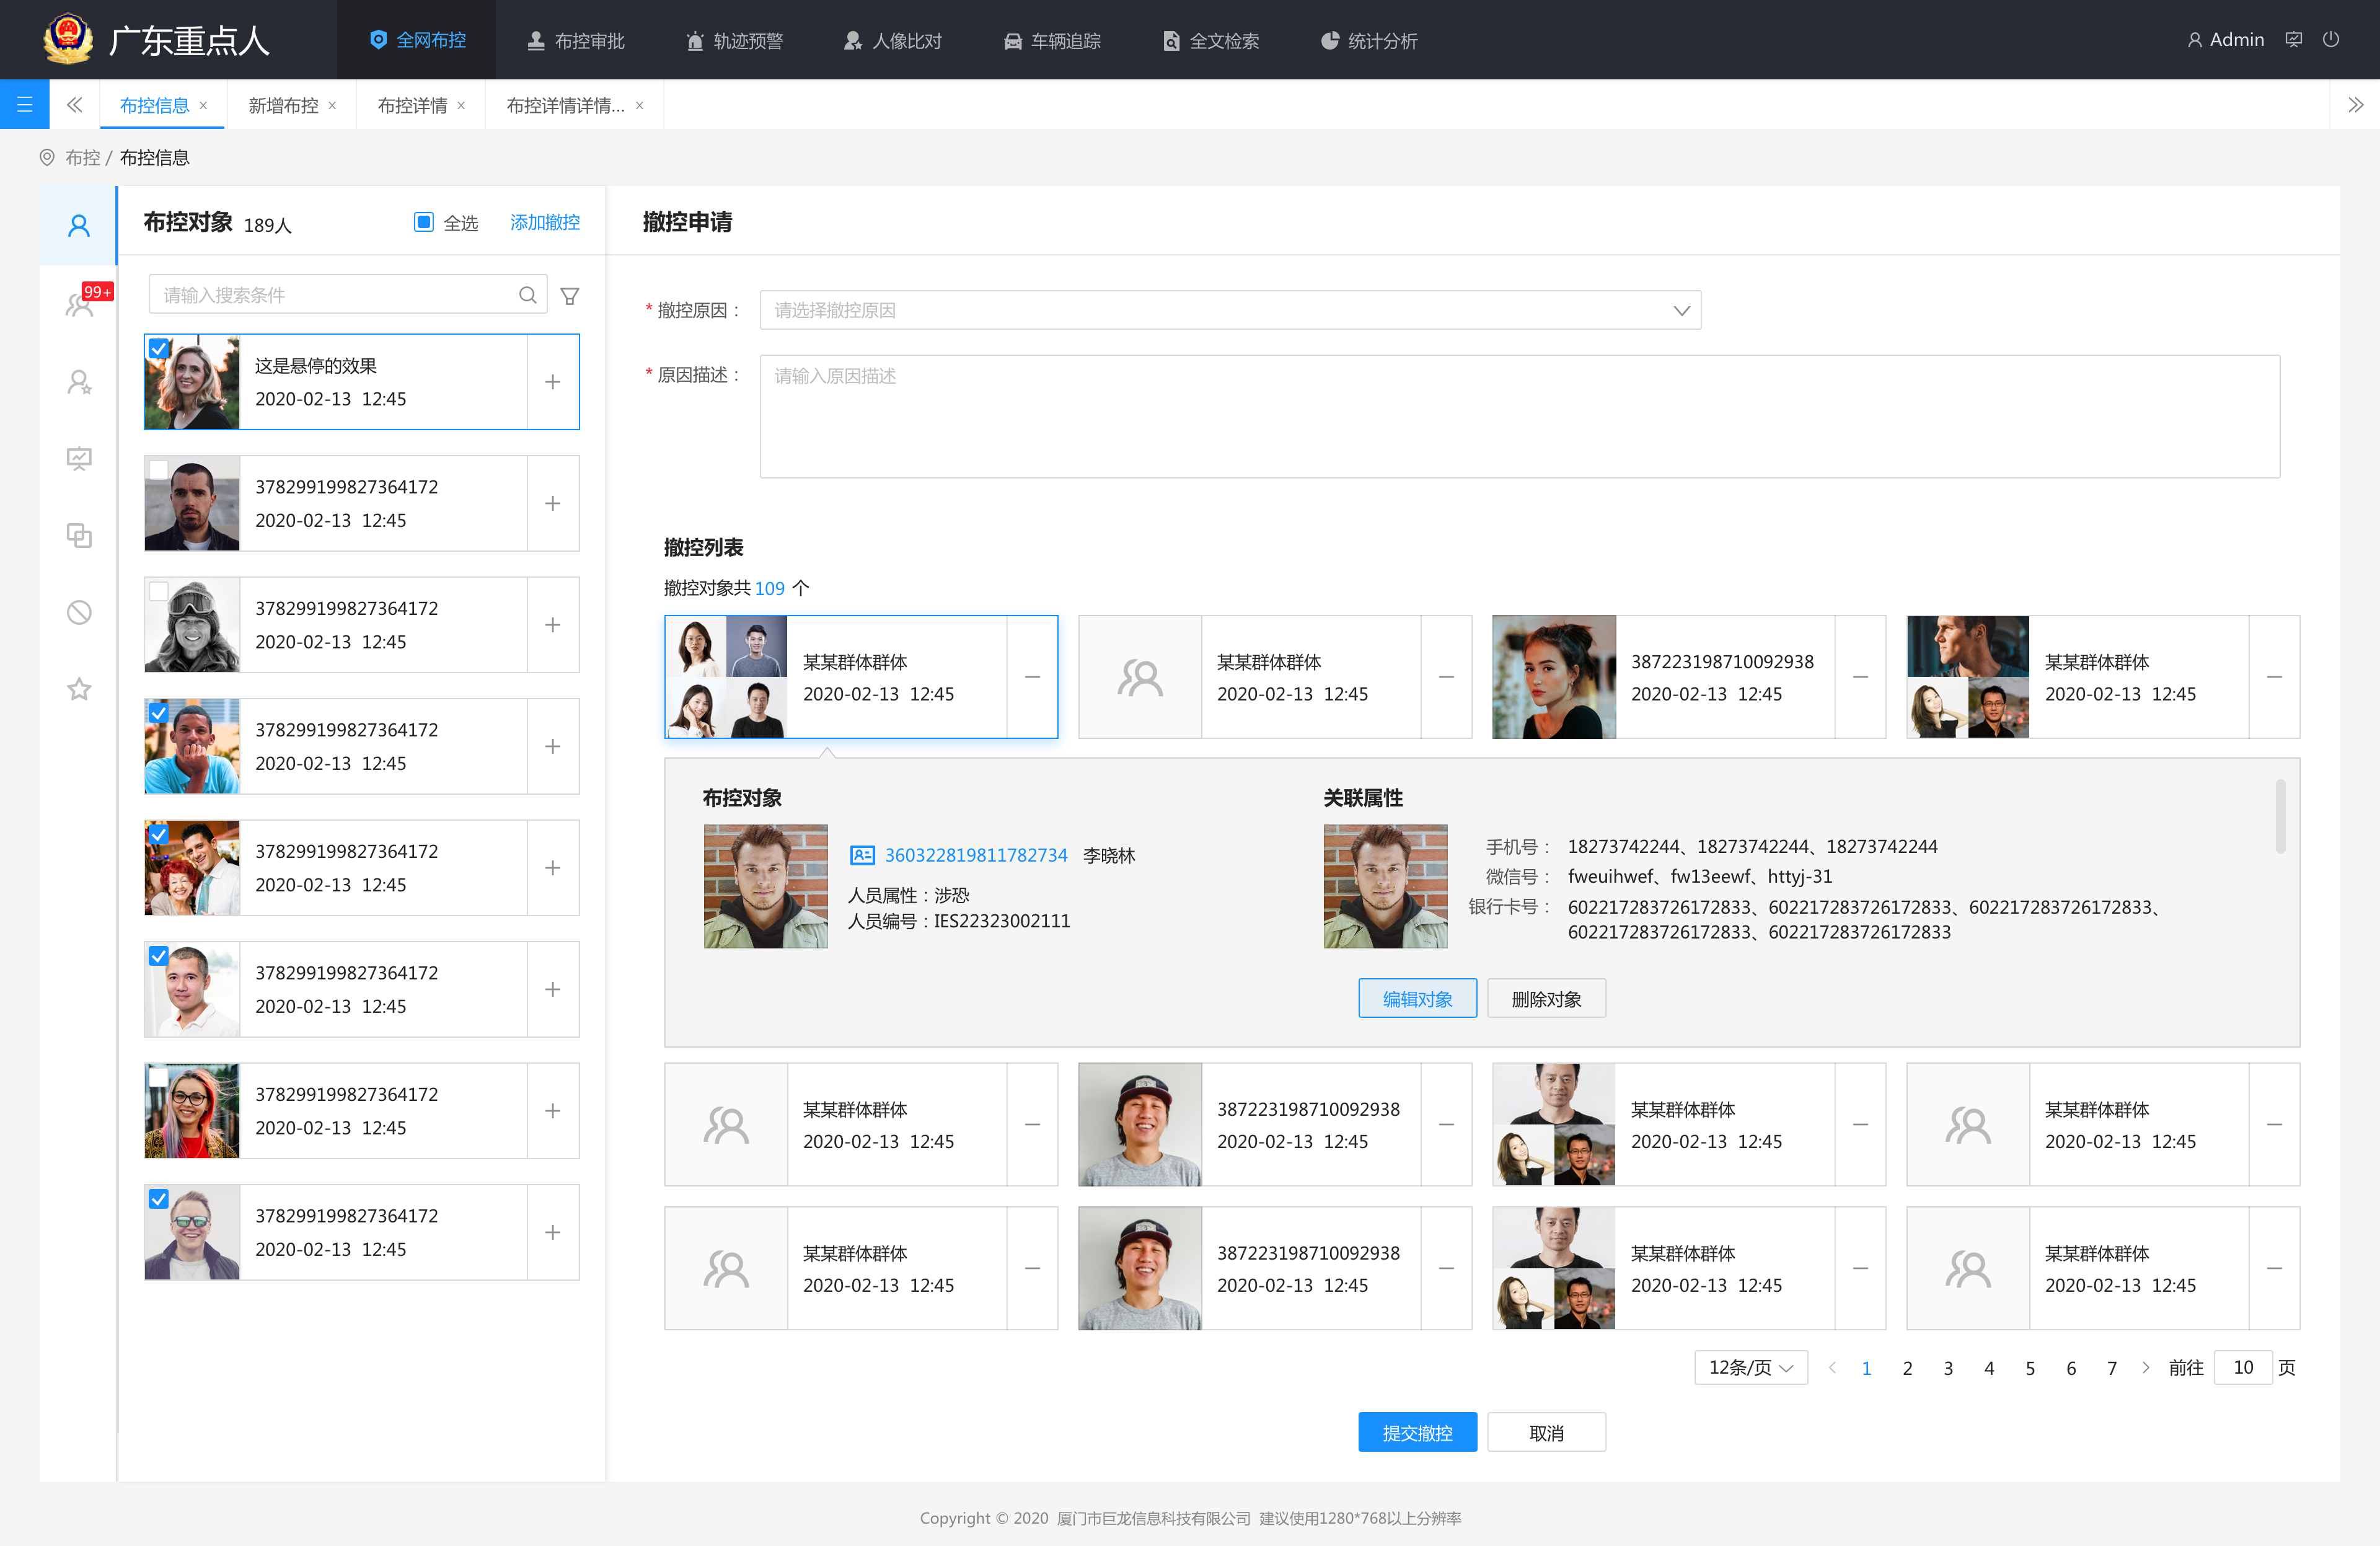 广东重点人
全网布控
布控审批
轨迹预警
人像比对
车辆追踪
全文检索
统计分析
Admin
布控信息
新增布控
布控详情
布控详情详情...
布控 / 布控信息
布控对象 189人
全选
添加撤控
撤控申请
99+
请输入搜索条件
这是悬停的效果
2020-02-13 12:45
378299199827364172
2020-02-13 12:45
378299199827364172
2020-02-13 12:45
378299199827364172
2020-02-13 12:45
378299199827364172
2020-02-13 12:45
378299199827364172
2020-02-13 12:45
378299199827364172
2020-02-13 12:45
378299199827364172
2020-02-13 12:45
* 撤控原因：
请选择撤控原因
* 原因描述：
请输入原因描述
撤控列表
撤控对象共 109 个
某某群体群体
2020-02-13 12:45
某某群体群体
2020-02-13 12:45
387223198710092938
2020-02-13 12:45
某某群体群体
2020-02-13 12:45
布控对象
360322819811782734 李晓林
人员属性：涉恐
人员编号：IES22323002111
关联属性
手机号： 18273742244、18273742244、18273742244
微信号： fweuihwef、fw13eewf、httyj-31
银行卡号： 602217283726172833、602217283726172833、602217283726172833、
602217283726172833、602217283726172833
编辑对象
删除对象
某某群体群体
2020-02-13 12:45
387223198710092938
2020-02-13 12:45
某某群体群体
2020-02-13 12:45
某某群体群体
2020-02-13 12:45
某某群体群体
2020-02-13 12:45
387223198710092938
2020-02-13 12:45
某某群体群体
2020-02-13 12:45
某某群体群体
2020-02-13 12:45
12条/页 1 2 3 4 5 6 7 前往 10 页
提交撤控
取消
Copyright © 2020 厦门市巨龙信息科技有限公司 建议使用1280*768以上分辨率